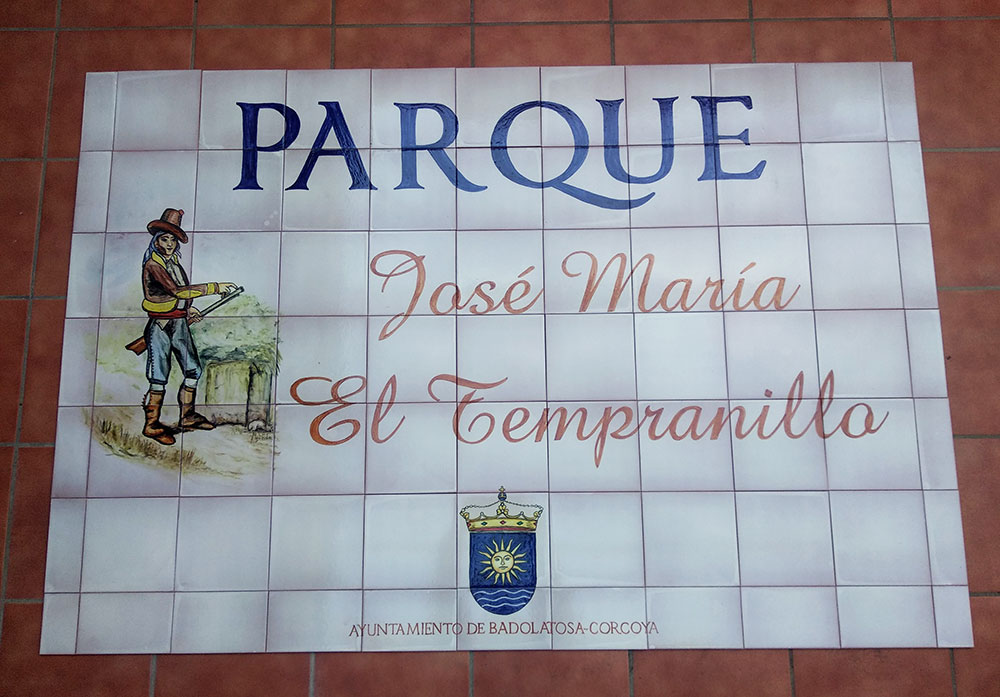 PARQUE
José María
El Tempranillo
AYUNTAMIENTO DE BADOLATOSA-CORCOYA